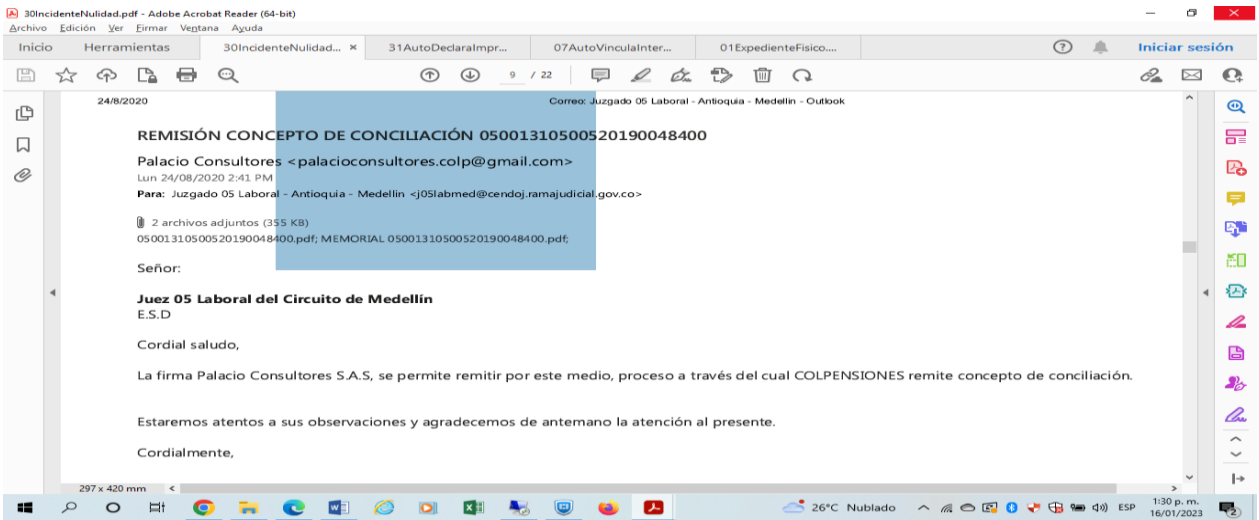 30IncidenteNulidad.pdf - Adobe Acrobat Reader (64-bit)
Archivo Edición Ver Firmar Ventana Ayuda
Inicio Herramientas 30IncidenteNulidad... × 31AutoDeclaraImpr... 07AutoVinculaInter... 01ExpedienteFisico.... Iniciar sesión
9 / 22
24/8/2020 Correo: Juzgado 05 Laboral - Antioquia - Medellin - Outlook
REMISIÓN CONCEPTO DE CONCILIACIÓN 05001310500520190048400
Palacio Consultores <palacioconsultores.colp@gmail.com>
Lun 24/08/2020 2:41 PM
Para: Juzgado 05 Laboral - Antioquia - Medellin <j05labmed@cendoj.ramajudicial.gov.co>
2 archivos adjuntos (355 KB)
05001310500520190048400.pdf; MEMORIAL 05001310500520190048400.pdf;
Señor:
Juez 05 Laboral del Circuito de Medellín
E.S.D
Cordial saludo,
La firma Palacio Consultores S.A.S, se permite remitir por este medio, proceso a través del cual COLPENSIONES remite concepto de conciliación.
Estaremos atentos a sus observaciones y agradecemos de antemano la atención al presente.
Cordialmente,
297 x 420 mm
26°C Nublado ESP 1:30 p. m.
16/01/2023